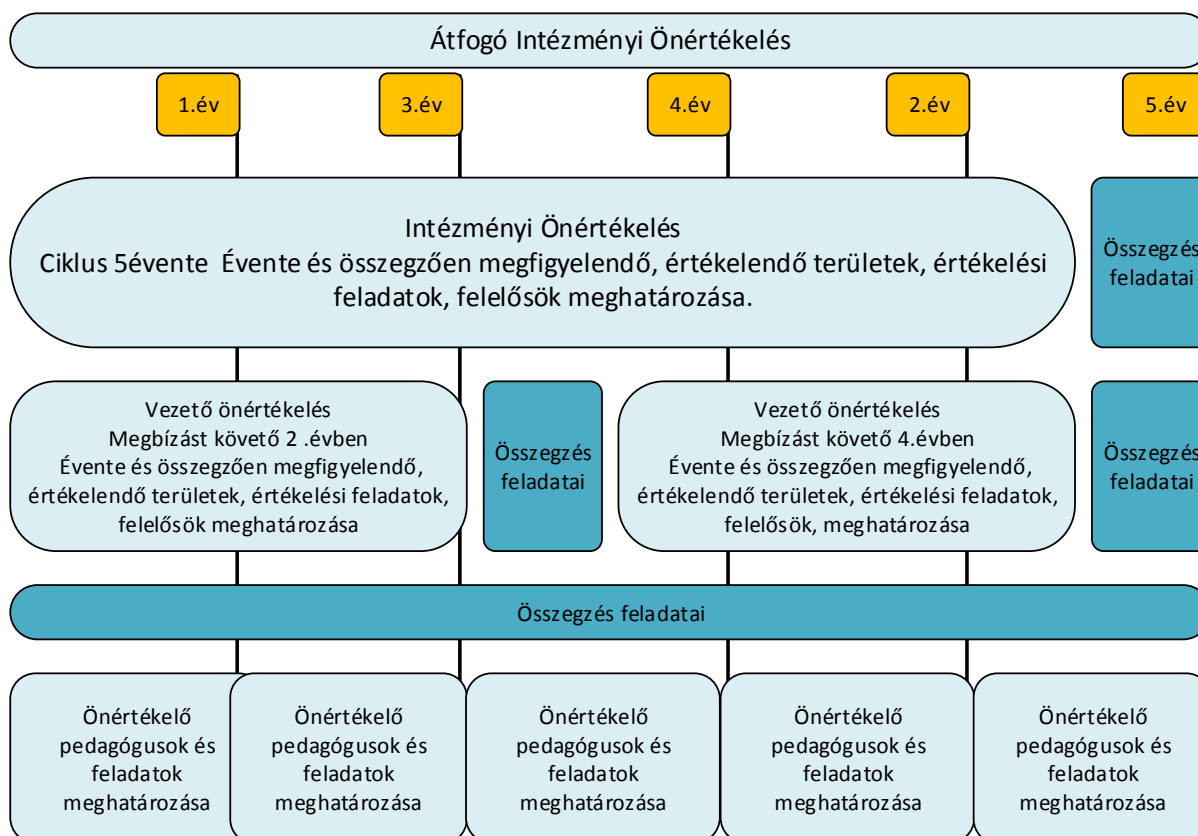 Átfogó Intézményi Önértékelés
1.év
3.év
4.év
2.év
5.év
Intézményi Önértékelés
Ciklus 5évente Évente és összegzően megfigyelendő, értékelendő területek, értékelési
feladatok, felelősök meghatározása.
Összegzés
feladatai
Vezető önértékelés
Megbízást követő 2 .évben
Évente és összegzően megfigyelendő,
értékelendő területek, értékelési feladatok,
felelősök meghatározása
Összegzés
feladatai
Vezető önértékelés
Megbízást követő 4.évben
Évente és összegzően megfigyelendő,
értékelendő területek, értékelési feladatok,
felelősök, meghatározása
Összegzés
feladatai
Összegzés feladatai
Önértékelő
pedagógusok és
feladatok
meghatározása
Önértékelő
pedagógusok és
feladatok
meghatározása
Önértékelő
pedagógusok és
feladatok
meghatározása
Önértékelő
pedagógusok és
feladatok
meghatározása
Önértékelő
pedagógusok és
feladatok
meghatározása